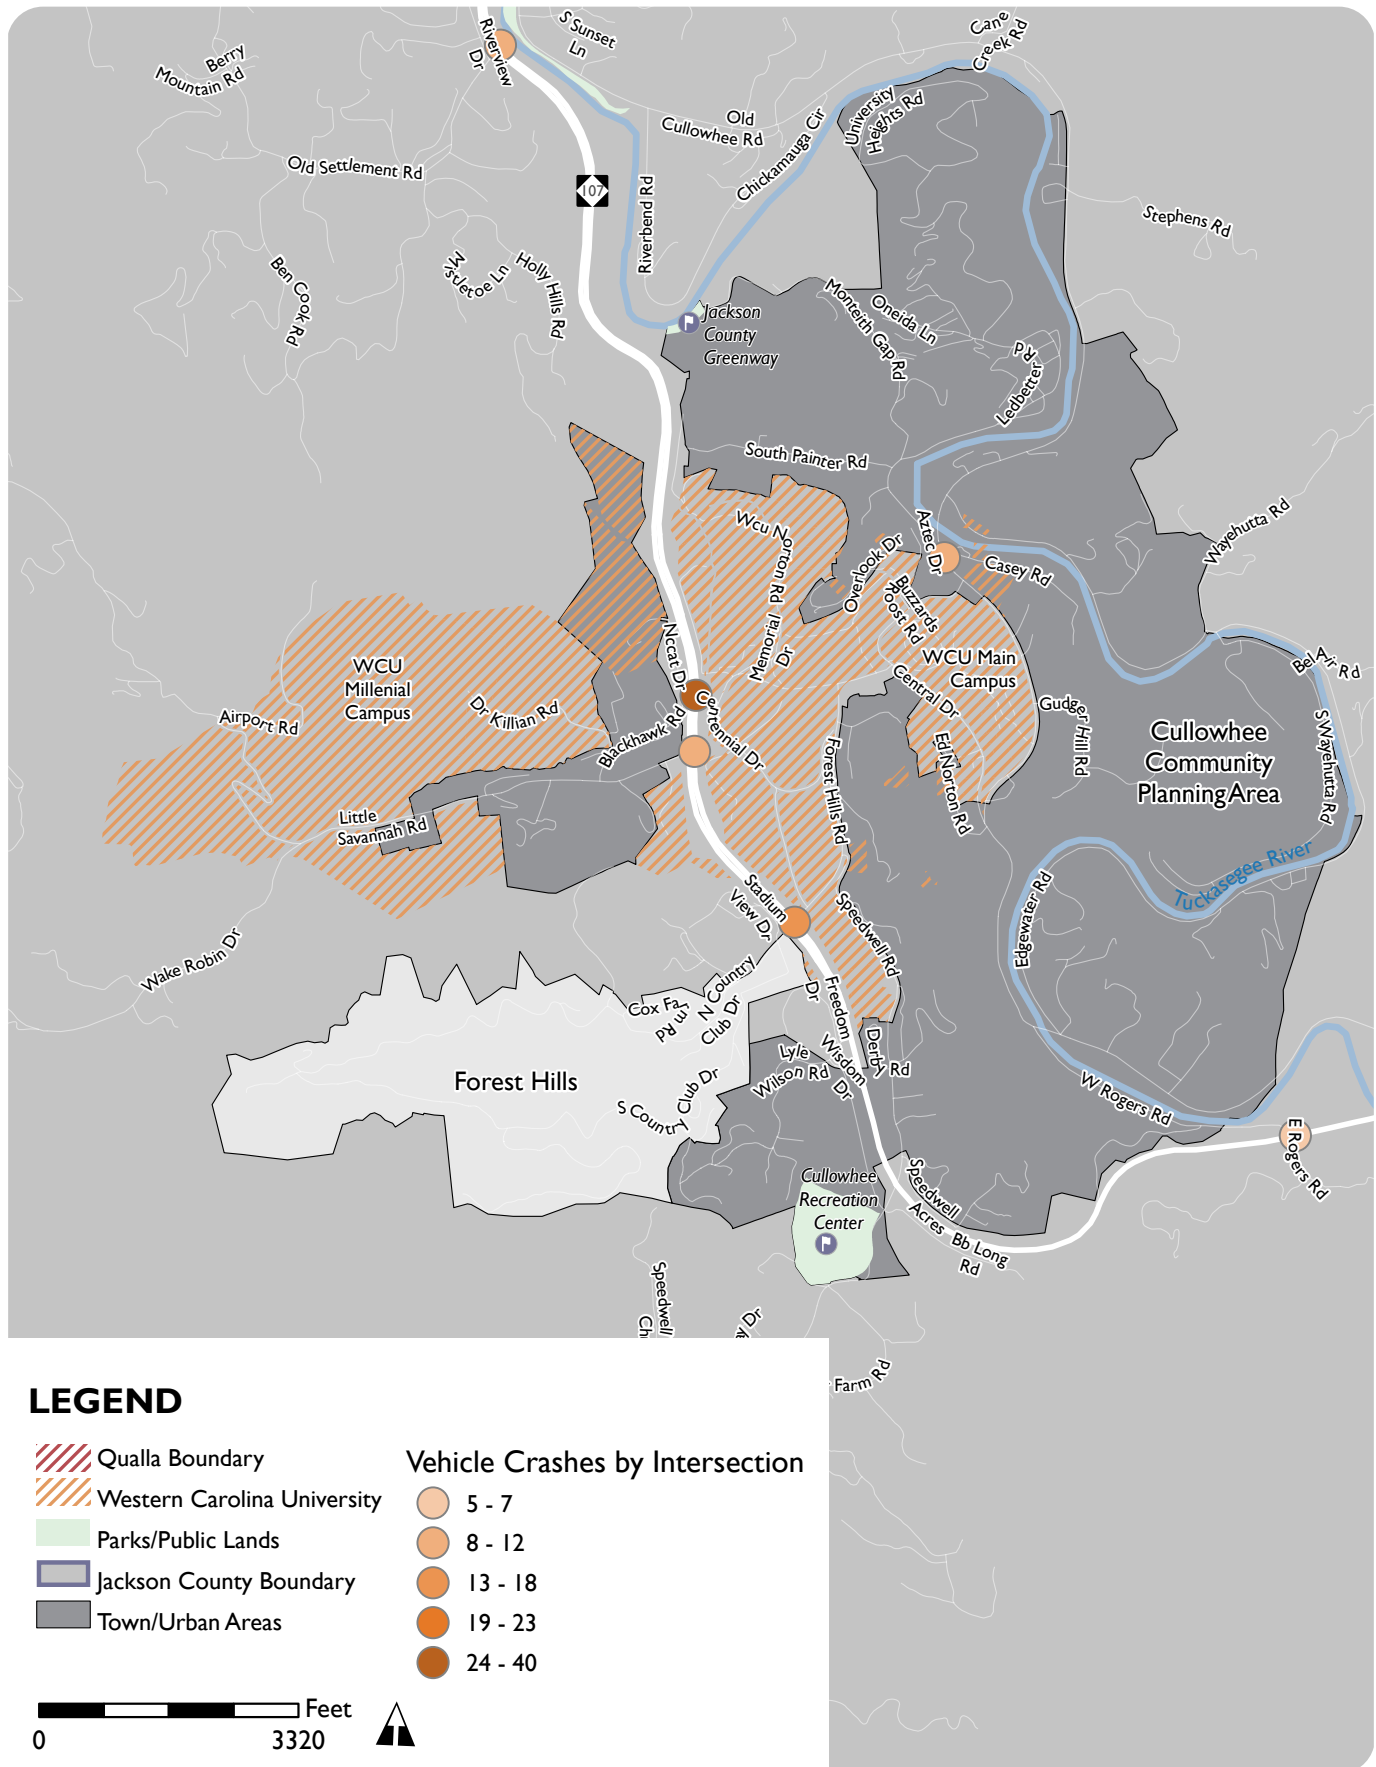 Riverview
Dr
S Sunset
Ln
Cane
Creek Rd
Berry
Mountain Rd
Old
Cullowhee Rd
Chickamauga Cir
University
Heights Rd
Old Settlement Rd
107
Riverbend Rd
Stephens Rd
Mistletoe Ln
Holly Hills Rd
Ben Cook Rd
Jackson
County
Greenway
Monteith Gap Rd
Oneida Ln
Ledbetter
Rd
South Painter Rd
Wcu Norton Rd
Aztec Dr
Overlook Dr
Wayehutta Rd
Casey Rd
Buzzards
Roost Rd
Memorial
Dr
Nccat Dr
WCU
Millenial
Campus
WCU Main
Campus
Bel Air Rd
Central Dr
Dr Killian Rd
Airport Rd
Centennial Dr
Blackhawk Rd
Gudger Hill Rd
S Wayehutta Rd
Cullowhee
Community
Planning Area
Ed Norton Rd
Forest Hills Rd
Little
Savannah Rd
Tuckasegee River
Stadium
View Dr
Speedwell Rd
Edgewater Rd
Wake Robin Dr
N Country
Club Dr
Cox Farm Rd
Freedom
Dr
Derby Rd
Wisdom
Dr
Lyle
Wilson Rd
Forest Hills
S Country Club Dr
W Rogers Rd
E Rogers Rd
Cullowhee
Recreation
Center
Speedwell
Acres
Bb Long
Rd
Speedwell
Ch
ay Dr
Farm Rd
LEGEND
Qualla Boundary
Western Carolina University
Parks/Public Lands
Jackson County Boundary
Town/Urban Areas
Vehicle Crashes by Intersection
5 - 7
8 - 12
13 - 18
19 - 23
24 - 40
Feet
0 3320